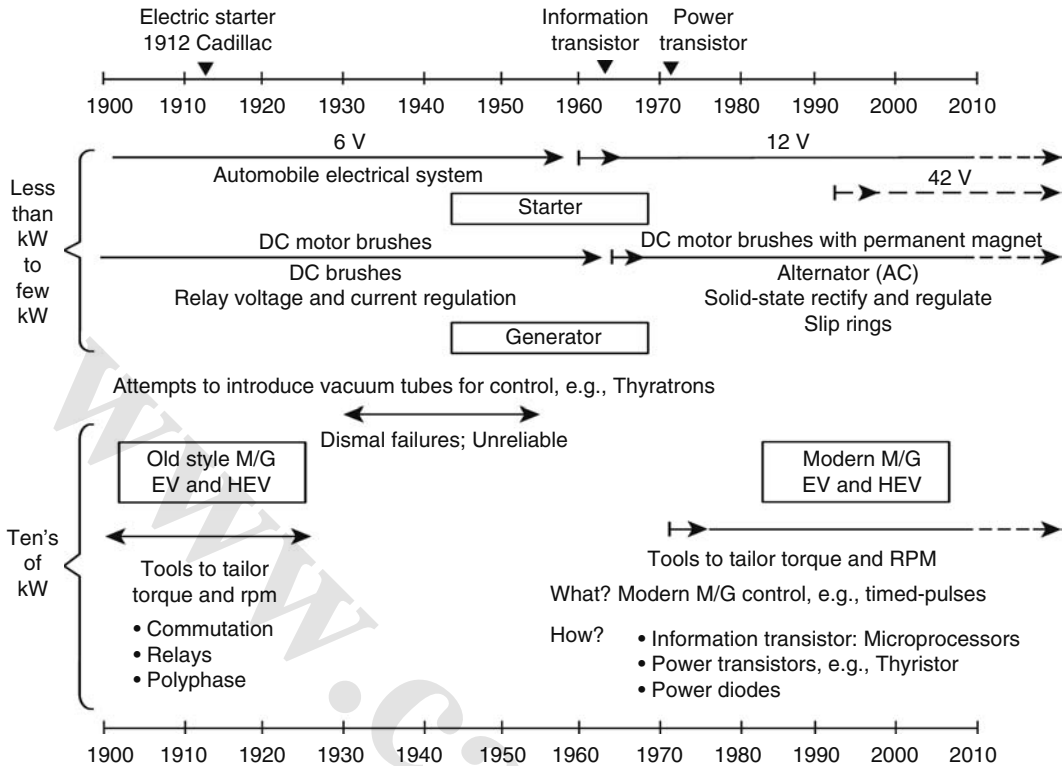 Electric starter
1912 Cadillac
Information
transistor
Power
transistor
1900 1910 1920 1930 1940 1950 1960 1970 1980 1990 2000 2010
Less
than
kW
to
few
kW
6 V
12 V
Automobile electrical system
42 V
Starter
DC motor brushes
DC motor brushes with permanent magnet
DC brushes
Alternator (AC)
Relay voltage and current regulation
Solid-state rectify and regulate
Slip rings
Generator
Attempts to introduce vacuum tubes for control, e.g., Thyratrons
Dismal failures; Unreliable
Ten's
of
kW
Old style M/G
EV and HEV
Modern M/G
EV and HEV
Tools to tailor
torque and rpm
• Commutation
• Relays
• Polyphase
Tools to tailor torque and RPM
What? Modern M/G control, e.g., timed-pulses
How?
• Information transistor: Microprocessors
• Power transistors, e.g., Thyristor
• Power diodes
1900 1910 1920 1930 1940 1950 1960 1970 1980 1990 2000 2010
www.ca